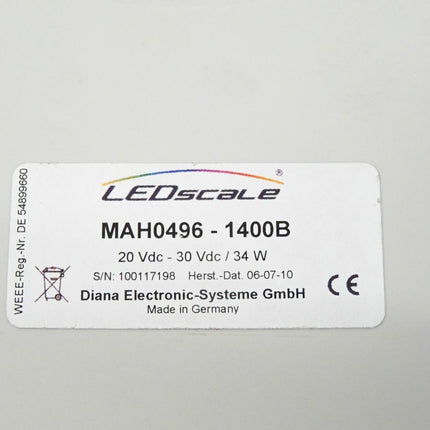 LEDscale®
MAH0496 - 1400B
20 Vdc - 30 Vdc / 34 W
S/N: 100117198 Herst.-Dat. 06-07-10
Diana Electronic-Systeme GmbH
Made in Germany
CE
WEEE-Reg.-Nr. DE 54899660